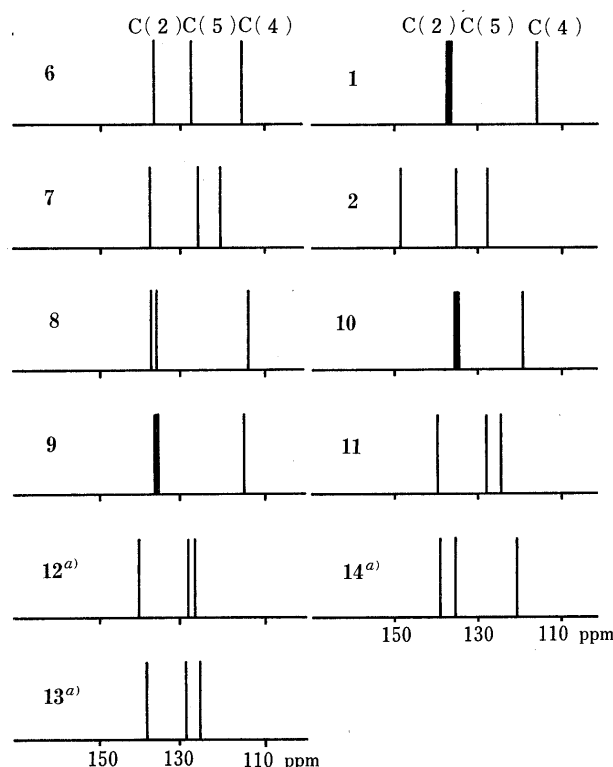 C(2)C(5)C(4)
C(2)C(5) C(4)
6
1
7
2
8
10
9
11
12a)
14a)
150 130 110 ppm
13a)
150 130 110 ppm